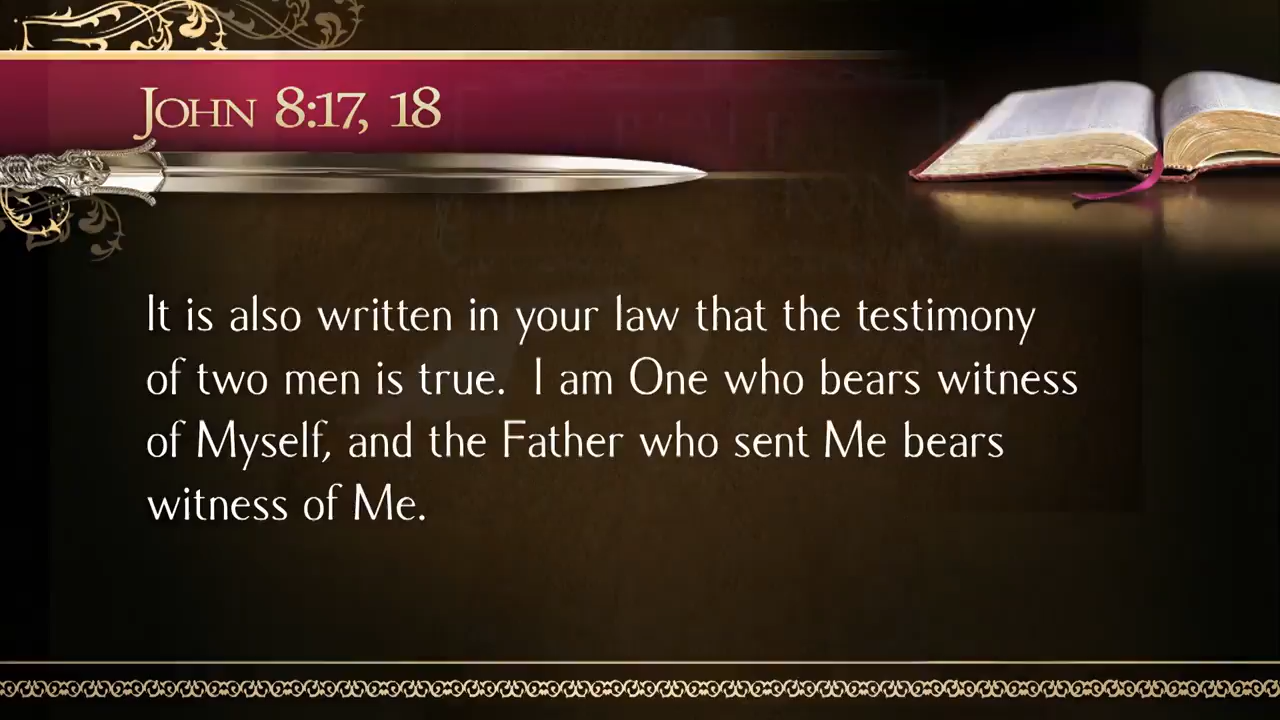 John 8:17, 18
It is also written in your law that the testimony
of two men is true.  I am One who bears witness
of Myself, and the Father who sent Me bears
witness of Me.